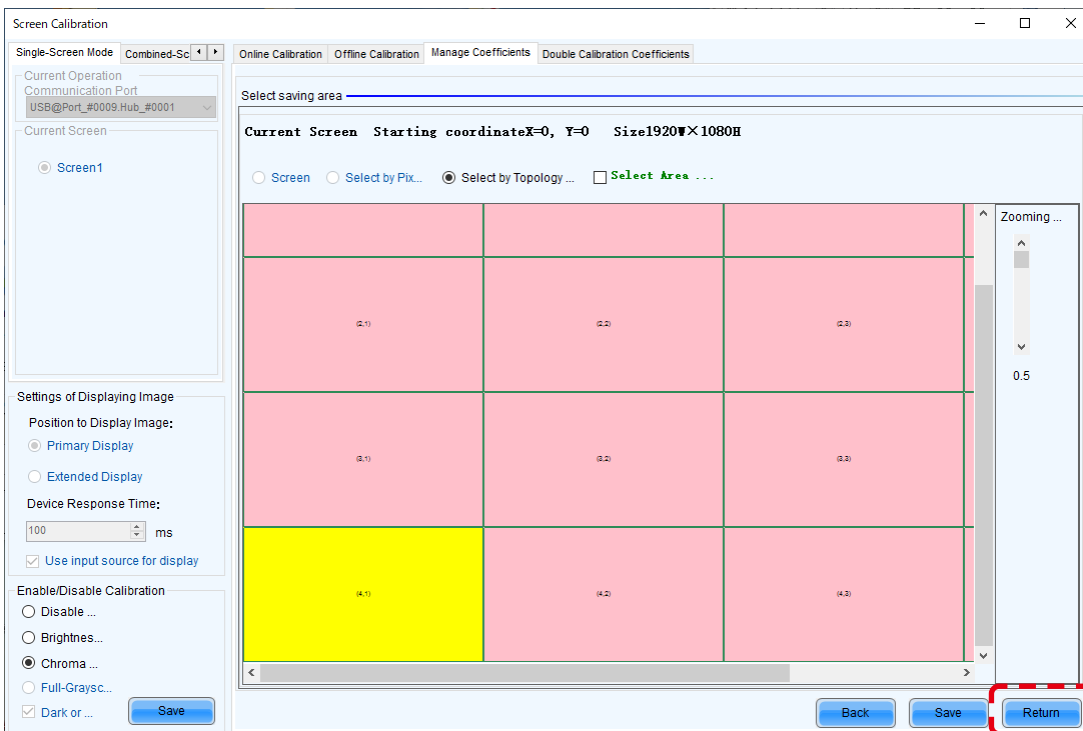 Screen Calibration
Single-Screen Mode Combined-Sc
Online Calibration Offline Calibration Manage Coefficients Double Calibration Coefficients
Current Operation
Communication Port
USB@Port_#0009.Hub_#0001
Current Screen
Screen1
Settings of Displaying Image
Position to Display Image:
Primary Display
Extended Display
Device Response Time:
100 ms
Use input source for display
Enable/Disable Calibration
Disable ...
Brightnes...
Chroma ...
Full-Graysc...
Dark or ...
Save
Select saving area
Current Screen Starting coordinateX=0, Y=0 Size1920W×1080H
Screen Select by Pix... Select by Topology ... Select Area ...
(2,1) (2,2) (2,3)
(3,1) (3,2) (3,3)
(4,1) (4,2) (4,3)
Zooming ...
0.5
Back Save Return